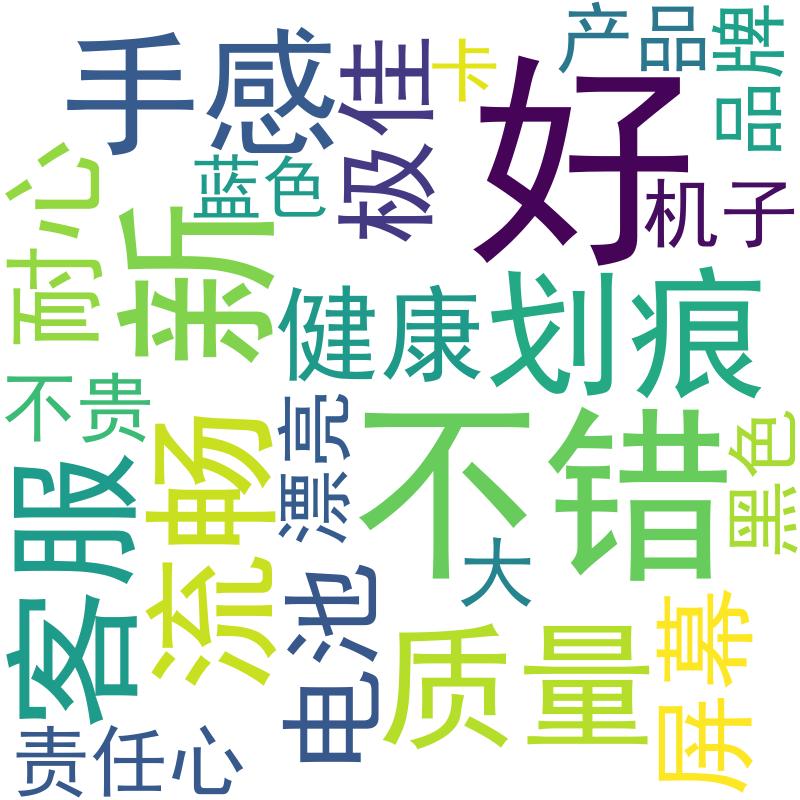 产品
品牌
手感
极佳
卡
好
蓝色
机子
耐心
新
健康
划痕
不贵
漂亮
不错
黑色
客服
流畅
大
电池
质量
屏幕
责任心